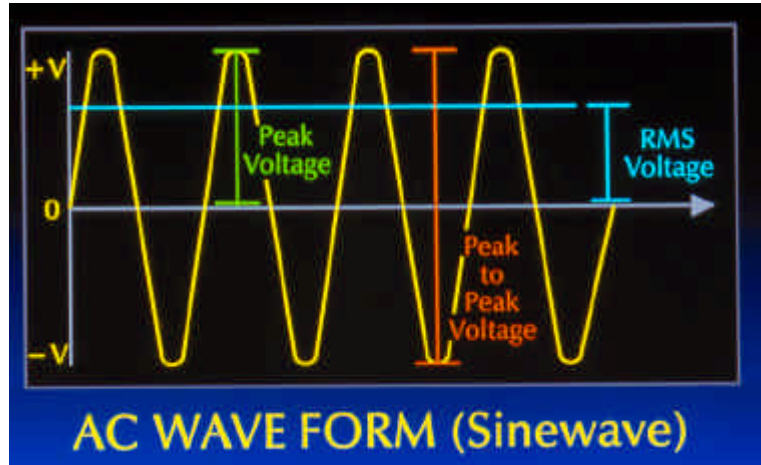 +V
Peak
Voltage
RMS
Voltage
0
Peak
to
Peak
Voltage
−V
AC WAVE FORM (Sinewave)